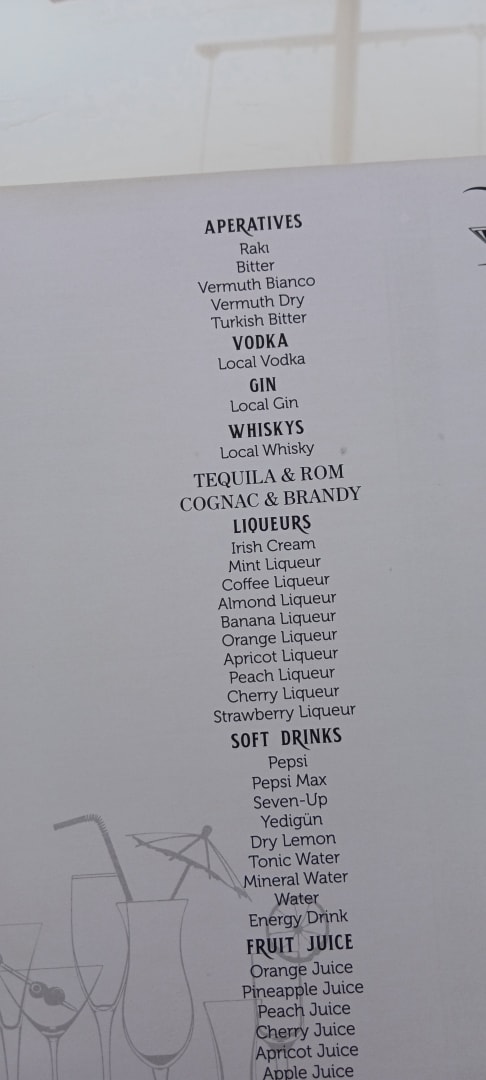 APERATIVES
Rakı
Bitter
Vermuth Bianco
Vermuth Dry
Turkish Bitter
VODKA
Local Vodka
GIN
Local Gin
WHISKYS
Local Whisky
TEQUILA & ROM
COGNAC & BRANDY
LIQUEURS
Irish Cream
Mint Liqueur
Coffee Liqueur
Almond Liqueur
Banana Liqueur
Orange Liqueur
Apricot Liqueur
Peach Liqueur
Cherry Liqueur
Strawberry Liqueur
SOFT DRINKS
Pepsi
Pepsi Max
Seven-Up
Yedigün
Dry Lemon
Tonic Water
Mineral Water
Water
Energy Drink
FRUIT JUICE
Orange Juice
Pineapple Juice
Peach Juice
Cherry Juice
Apricot Juice
Apple Juice